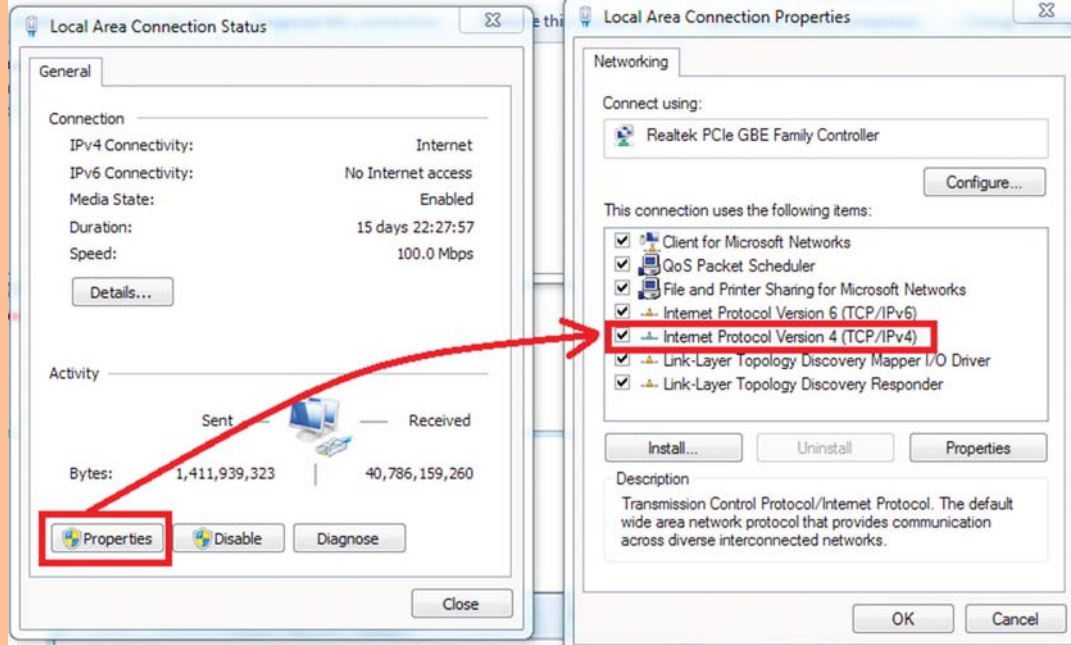 Local Area Connection Status
General
Connection
IPv4 Connectivity: Internet
IPv6 Connectivity: No Internet access
Media State: Enabled
Duration: 15 days 22:27:57
Speed: 100.0 Mbps
Details...
Activity
Sent Received
Bytes: 1,411,939,323 40,786,159,260
Properties Disable Diagnose
Close
Local Area Connection Properties
Networking
Connect using:
Realtek PCIe GBE Family Controller
Configure...
This connection uses the following items:
Client for Microsoft Networks
QoS Packet Scheduler
File and Printer Sharing for Microsoft Networks
Internet Protocol Version 6 (TCP/IPv6)
Internet Protocol Version 4 (TCP/IPv4)
Link-Layer Topology Discovery Mapper I/O Driver
Link-Layer Topology Discovery Responder
Install... Uninstall Properties
Description
Transmission Control Protocol/Internet Protocol. The default
wide area network protocol that provides communication
across diverse interconnected networks.
OK Cancel